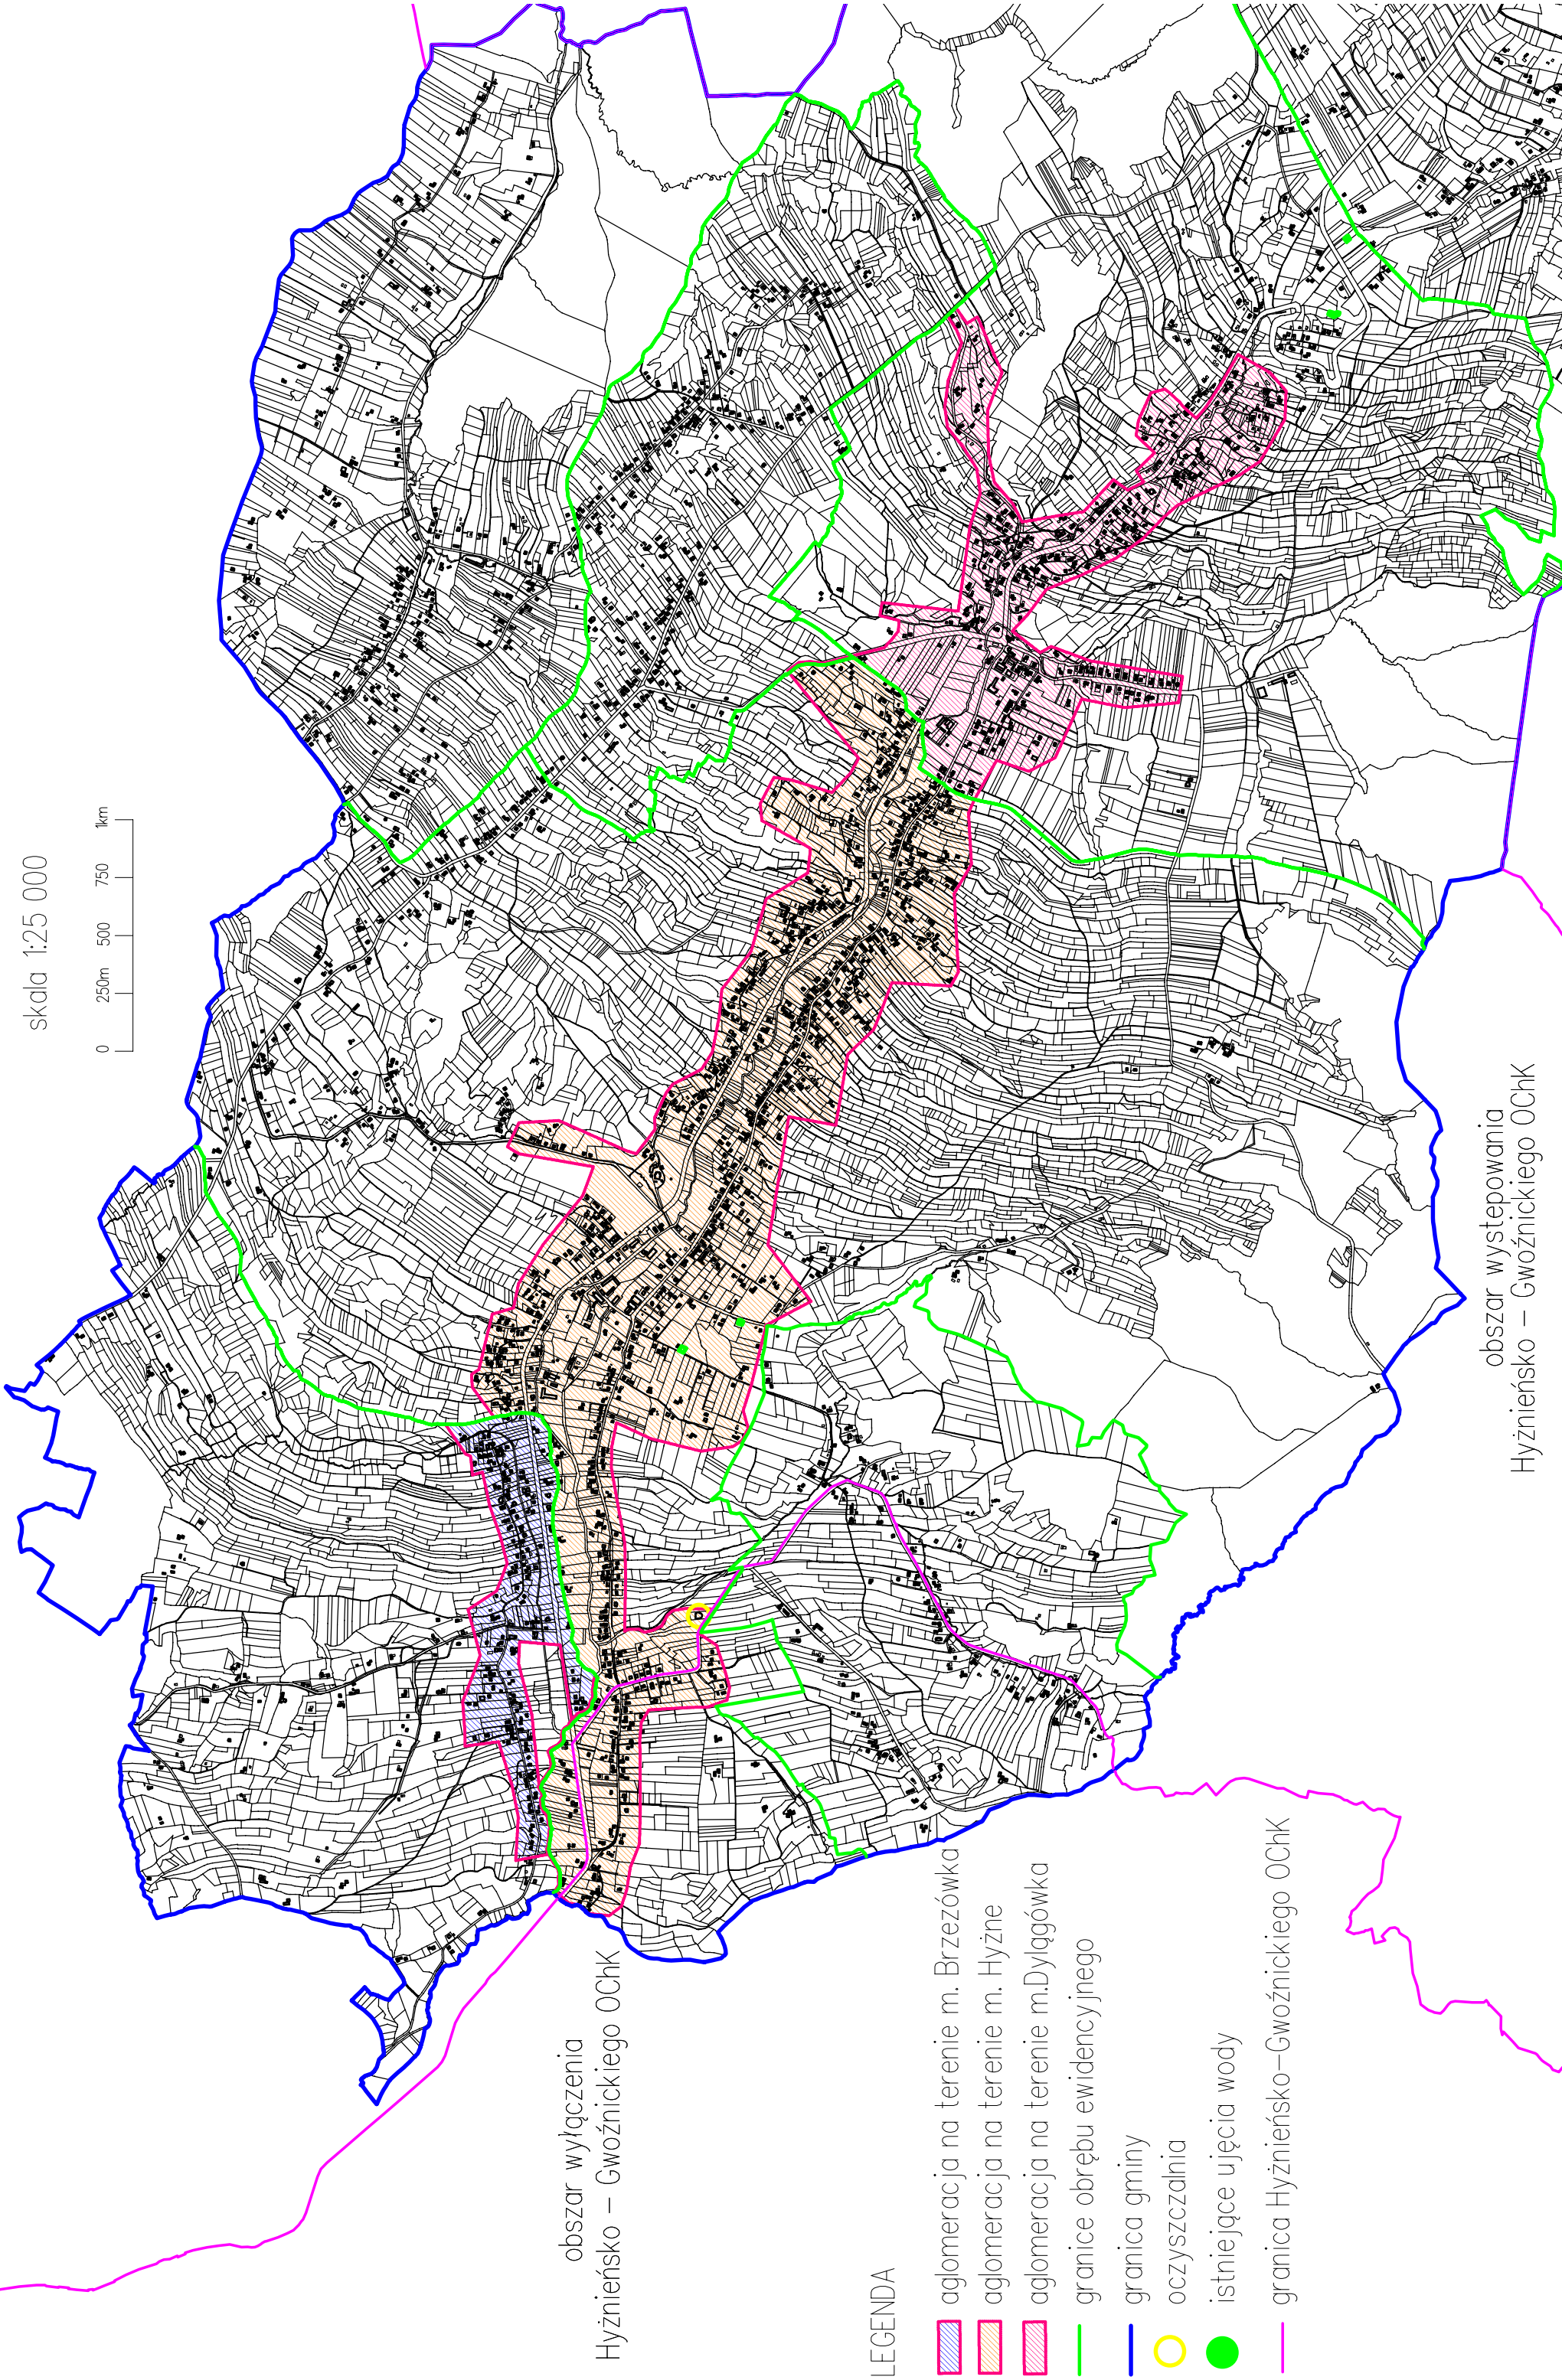 skala 1:25 000
0 250m 500 750 1km
obszar wyłączenia
Hyżnieńsko – Gwoźnickiego OChK
obszar wystepowania
Hyżnieńsko – Gwoźnickiego OChK
LEGENDA
aglomeracja na terenie m. Brzezówka
aglomeracja na terenie m. Hyżne
aglomeracja na terenie m.Dylągówka
granice obrębu ewidencyjnego
granica gminy
oczyszczalnia
istniejące ujęcia wody
granica Hyżnieńsko–Gwoźnickiego OChK